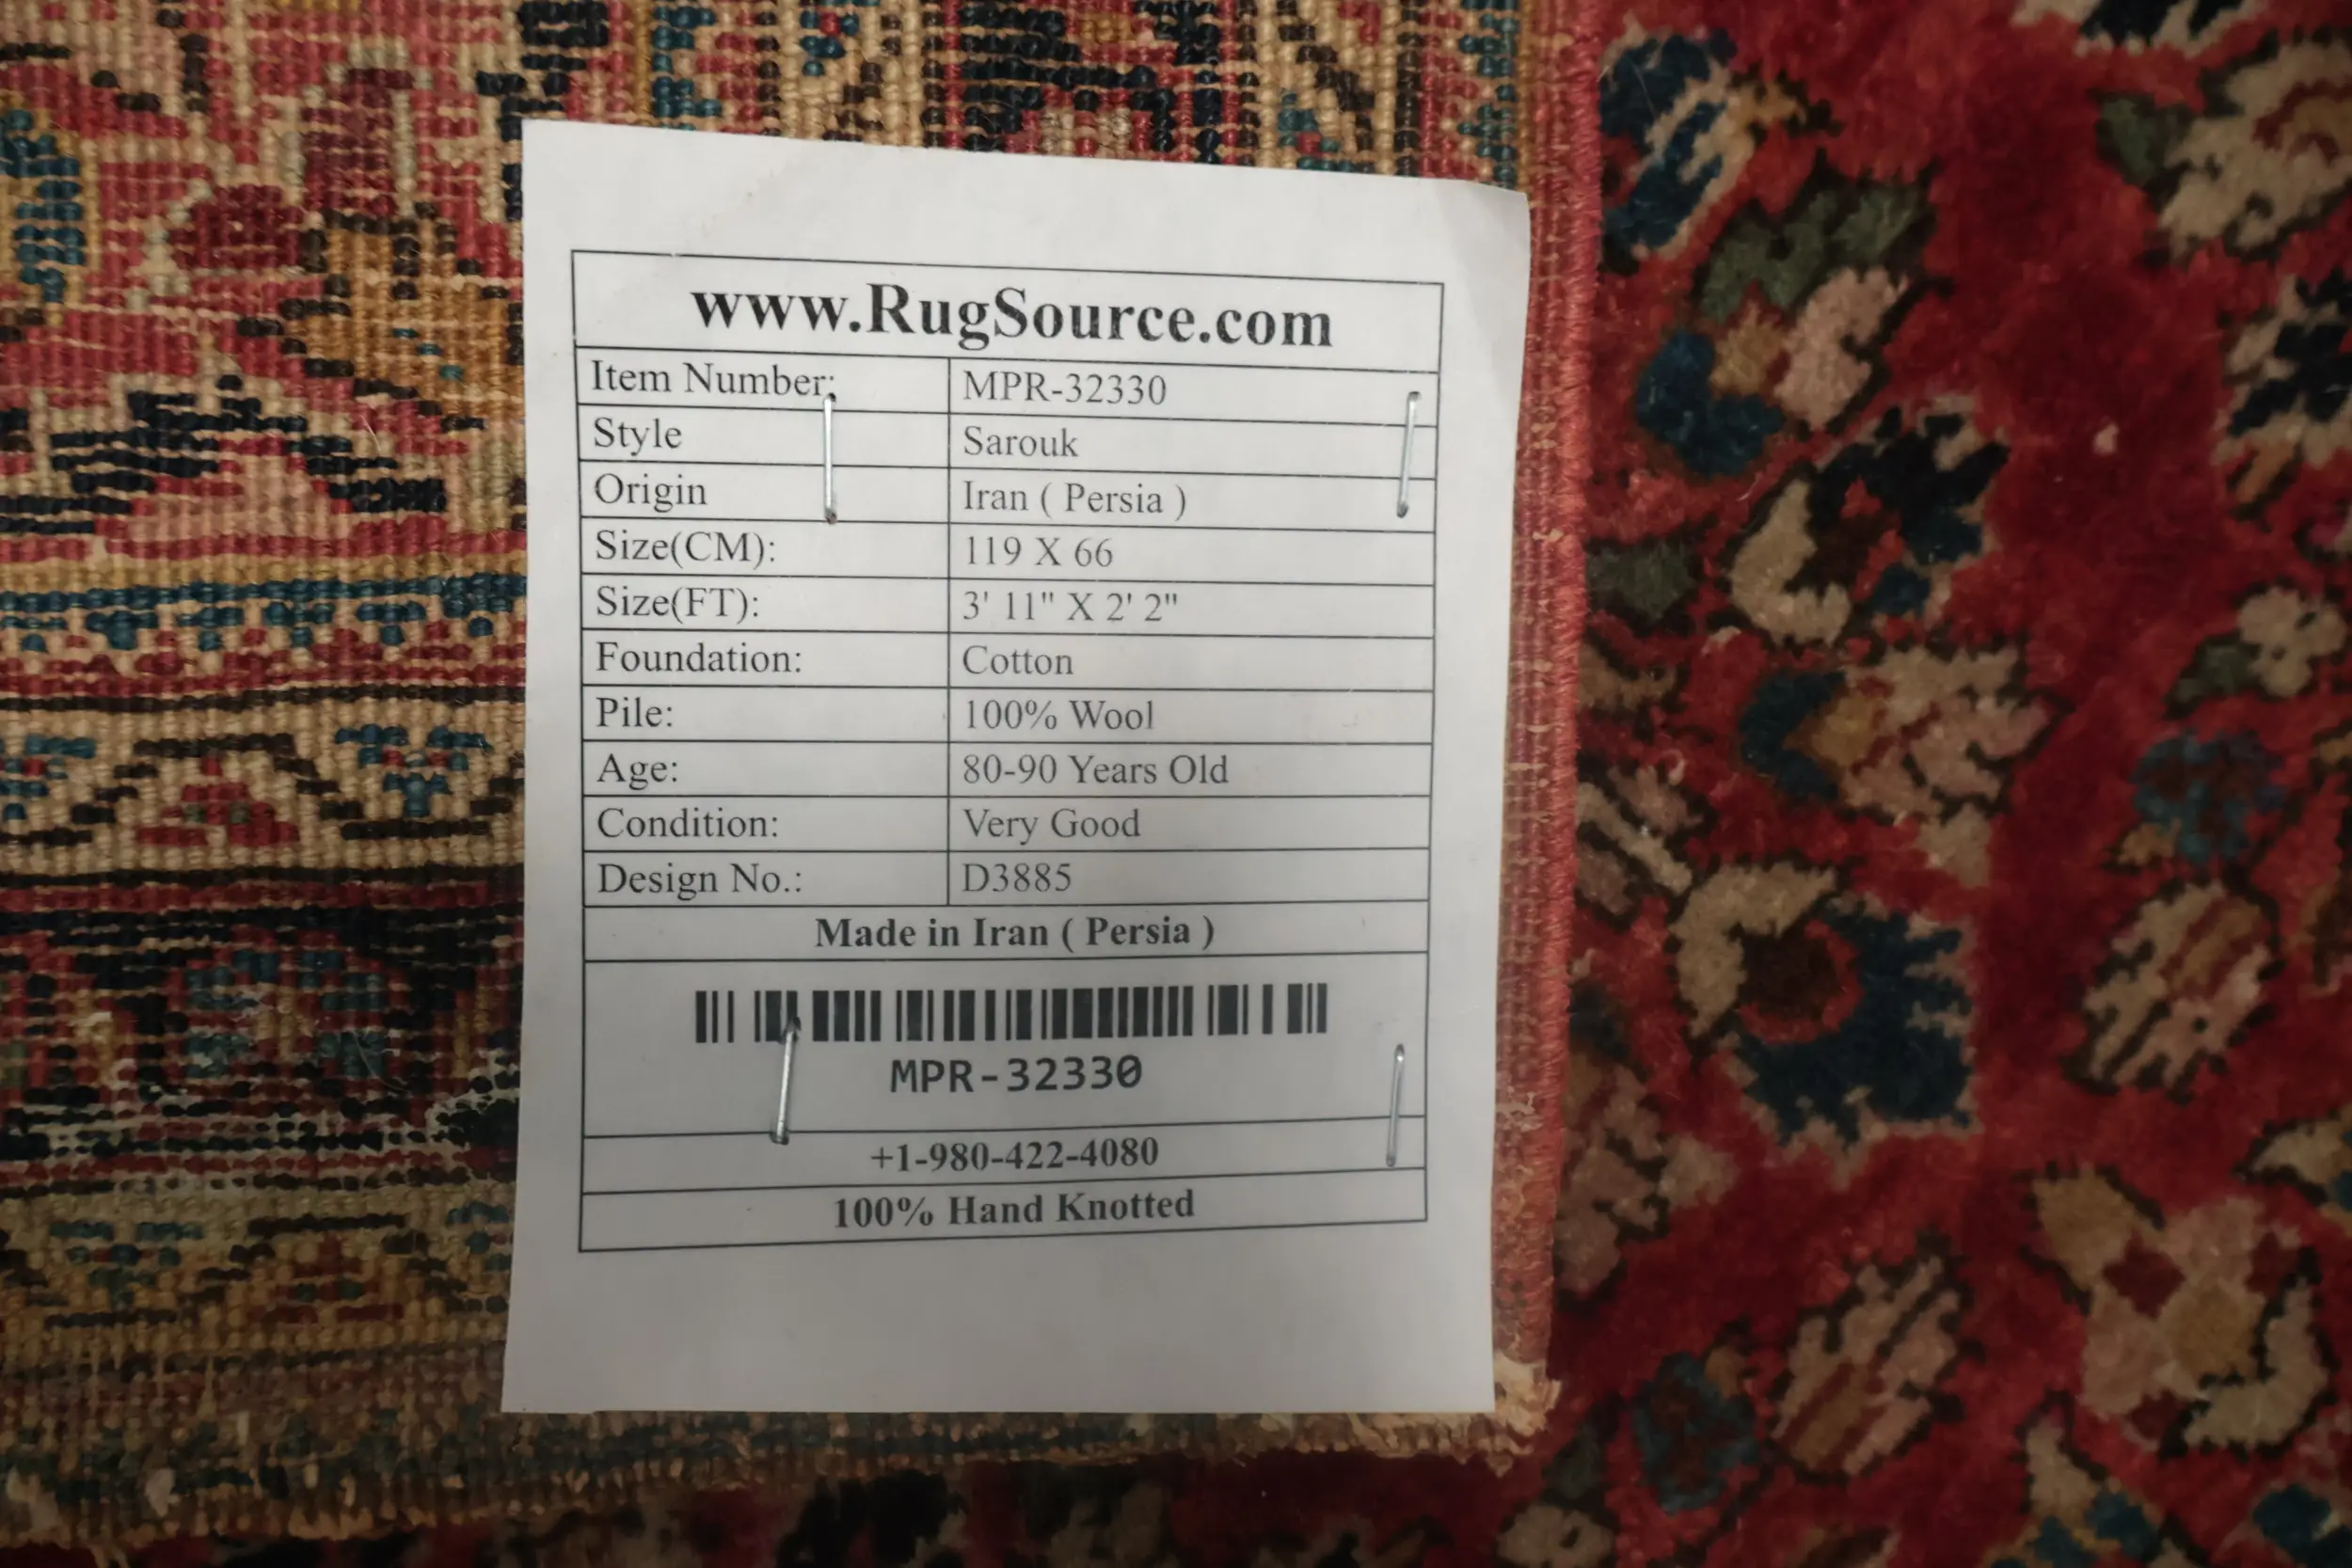 www.RugSource.com
Item Number: MPR-32330
Style Sarouk
Origin Iran ( Persia )
Size(CM): 119 X 66
Size(FT): 3' 11" X 2' 2"
Foundation: Cotton
Pile: 100% Wool
Age: 80-90 Years Old
Condition: Very Good
Design No.: D3885
Made in Iran ( Persia )
MPR-32330
+1-980-422-4080
100% Hand Knotted